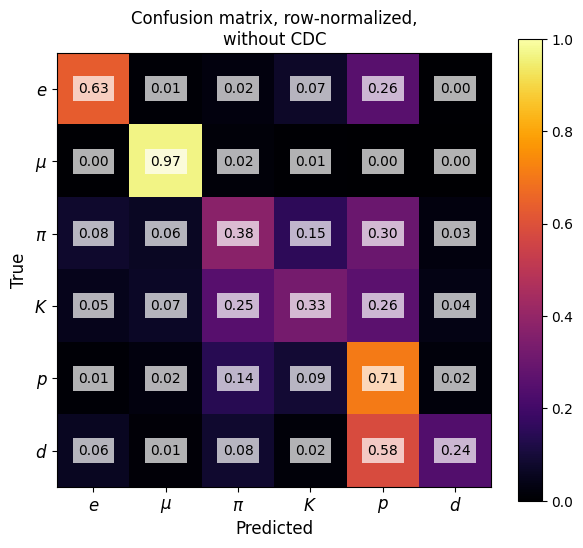 Confusion matrix, row-normalized,
without CDC
True
e 0.63 0.01 0.02 0.07 0.26 0.00
μ 0.00 0.97 0.02 0.01 0.00 0.00
π 0.08 0.06 0.38 0.15 0.30 0.03
K 0.05 0.07 0.25 0.33 0.26 0.04
p 0.01 0.02 0.14 0.09 0.71 0.02
d 0.06 0.01 0.08 0.02 0.58 0.24
e μ π K p d
Predicted
1.0
0.8
0.6
0.4
0.2
0.0